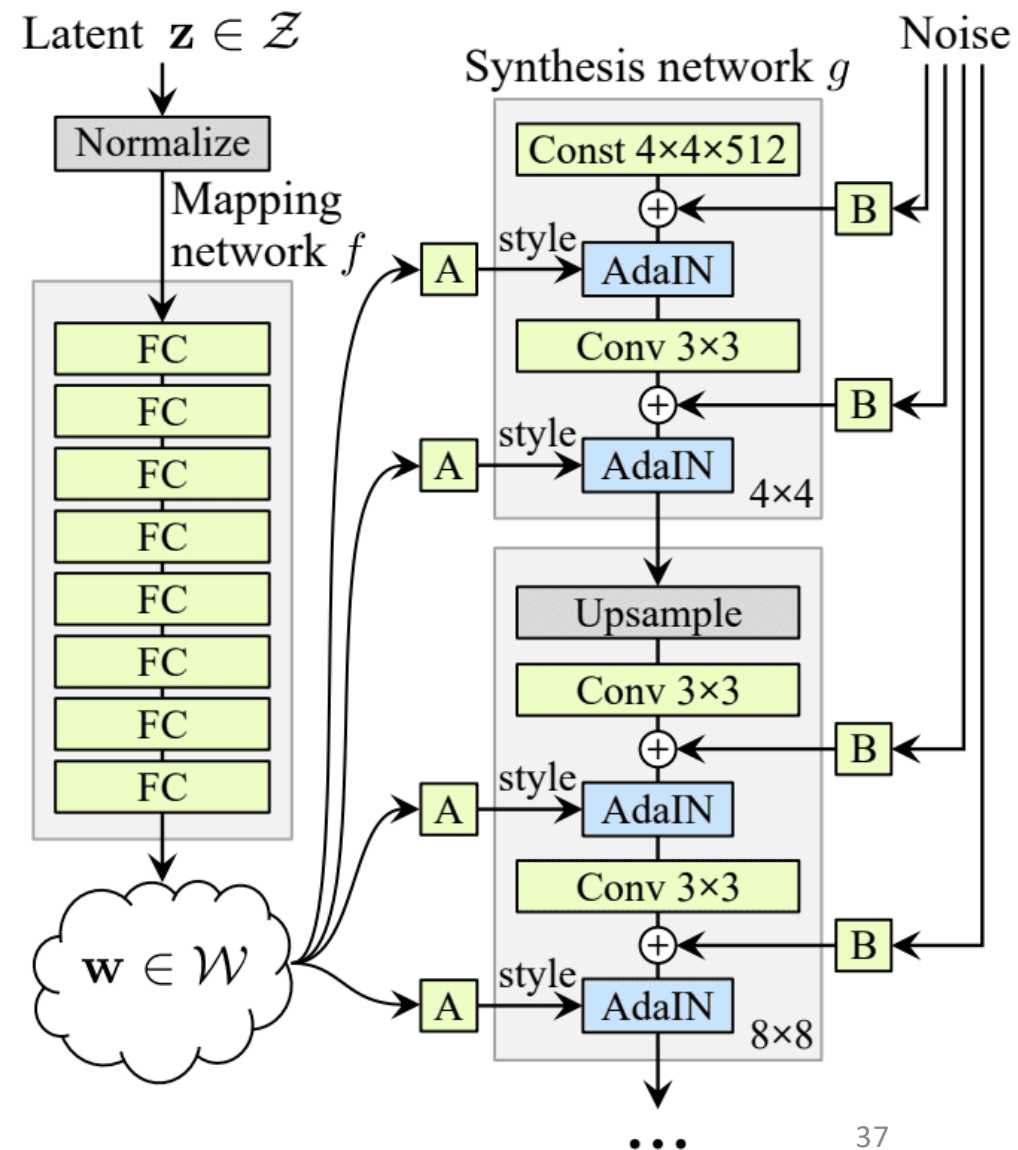 Latent z ∈ 𝒵
Normalize
Mapping
network f
FC
FC
FC
FC
FC
FC
FC
FC
w ∈ 𝒲
Synthesis network g
Noise
Const 4×4×512
+
B
A
style
AdaIN
Conv 3×3
+
B
A
style
AdaIN
4×4
Upsample
Conv 3×3
+
B
A
style
AdaIN
Conv 3×3
+
B
A
style
AdaIN
8×8
...
37